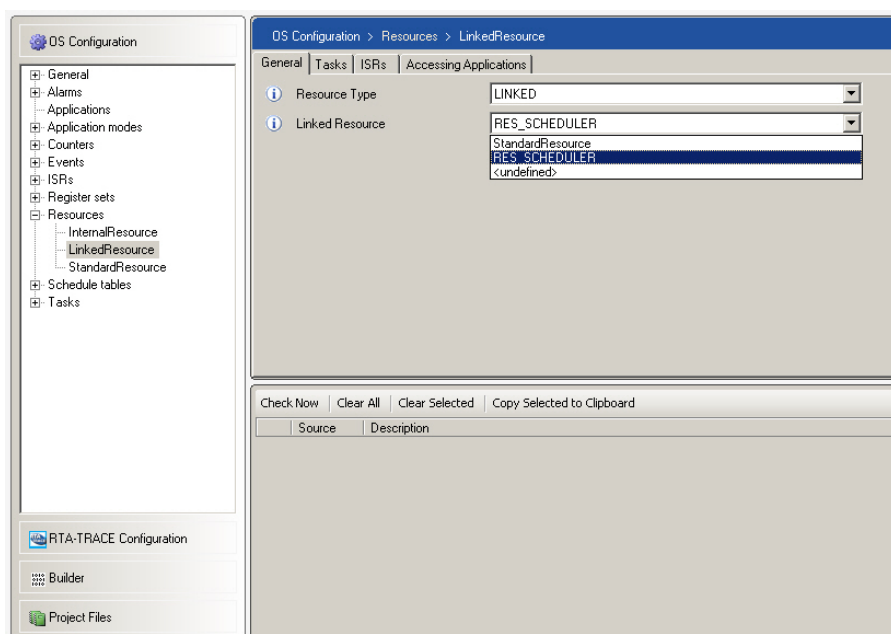 OS Configuration
General
Alarms
Applications
Application modes
Counters
Events
ISRs
Register sets
Resources
InternalResource
LinkedResource
StandardResource
Schedule tables
Tasks
RTA-TRACE Configuration
Builder
Project Files
OS Configuration > Resources > LinkedResource
General Tasks ISRs Accessing Applications
Resource Type LINKED
Linked Resource RES_SCHEDULER
StandardResource
RES_SCHEDULER
<undefined>
Check Now Clear All Clear Selected Copy Selected to Clipboard
Source Description